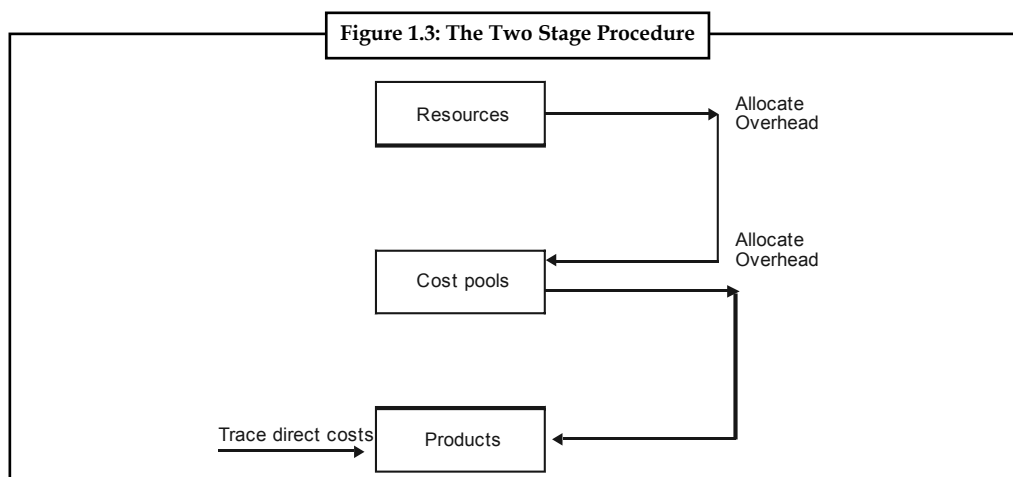 Figure 1.3: The Two Stage Procedure
Resources
Allocate
Overhead
Allocate
Overhead
Cost pools
Trace direct costs
Products